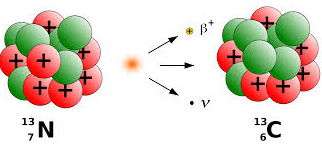 + + + + + + β⁺ + + + + +
• ν
¹³₇N ¹³₆C